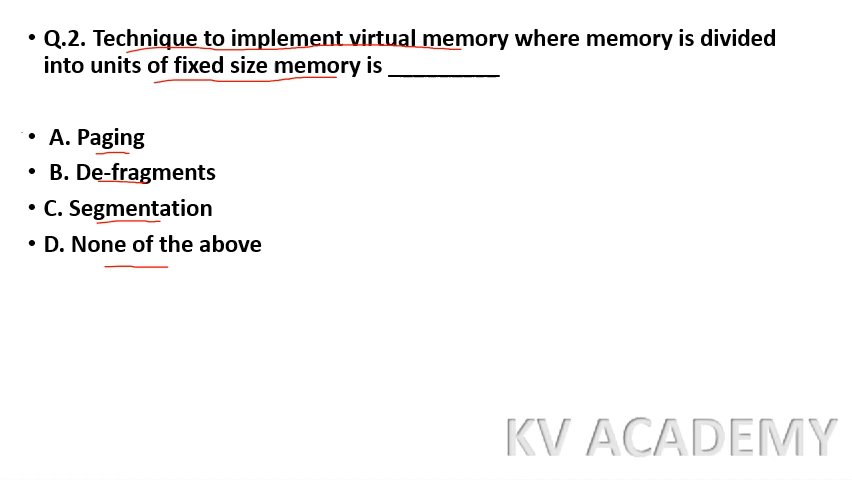 • Q.2. Technique to implement virtual memory where memory is divided
into units of fixed size memory is _________
• A. Paging
• B. De-fragments
• C. Segmentation
• D. None of the above
KV ACADEMY